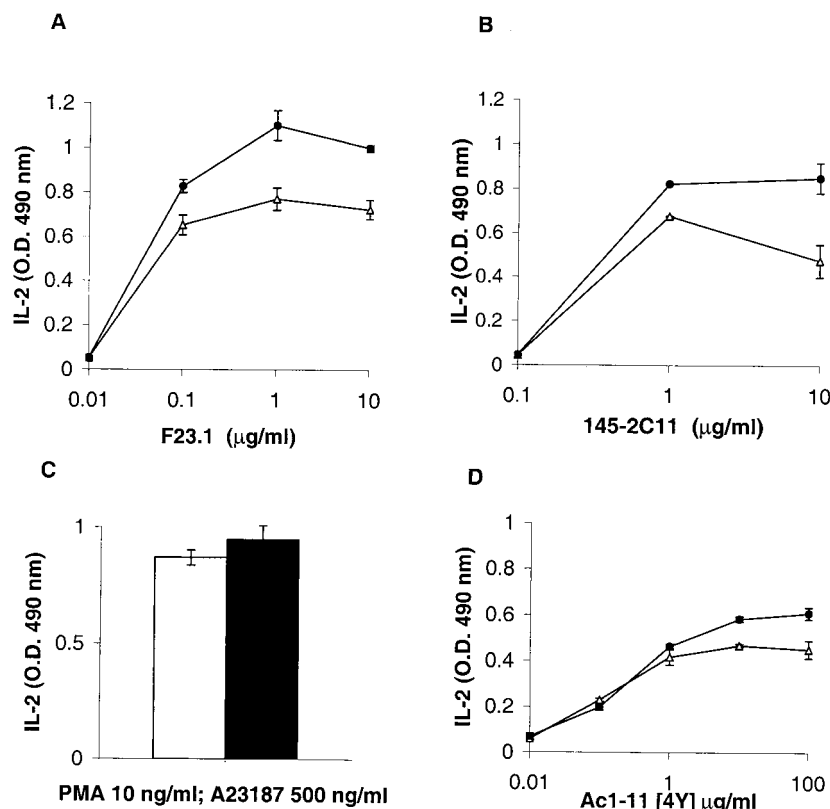 A
IL-2 (O.D. 490 nm)
1.2
1
0.8
0.6
0.4
0.2
0
0.01 0.1 1 10
F23.1 (μg/ml)
B
IL-2 (O.D. 490 nm)
1.2
1
0.8
0.6
0.4
0.2
0
0.1 1 10
145-2C11 (μg/ml)
C
IL-2 (O.D. 490 nm)
1
0.5
0
PMA 10 ng/ml; A23187 500 ng/ml
D
IL-2 (O.D. 490 nm)
1
0.8
0.6
0.4
0.2
0
0.01 1 100
Ac1-11 [4Y] μg/ml